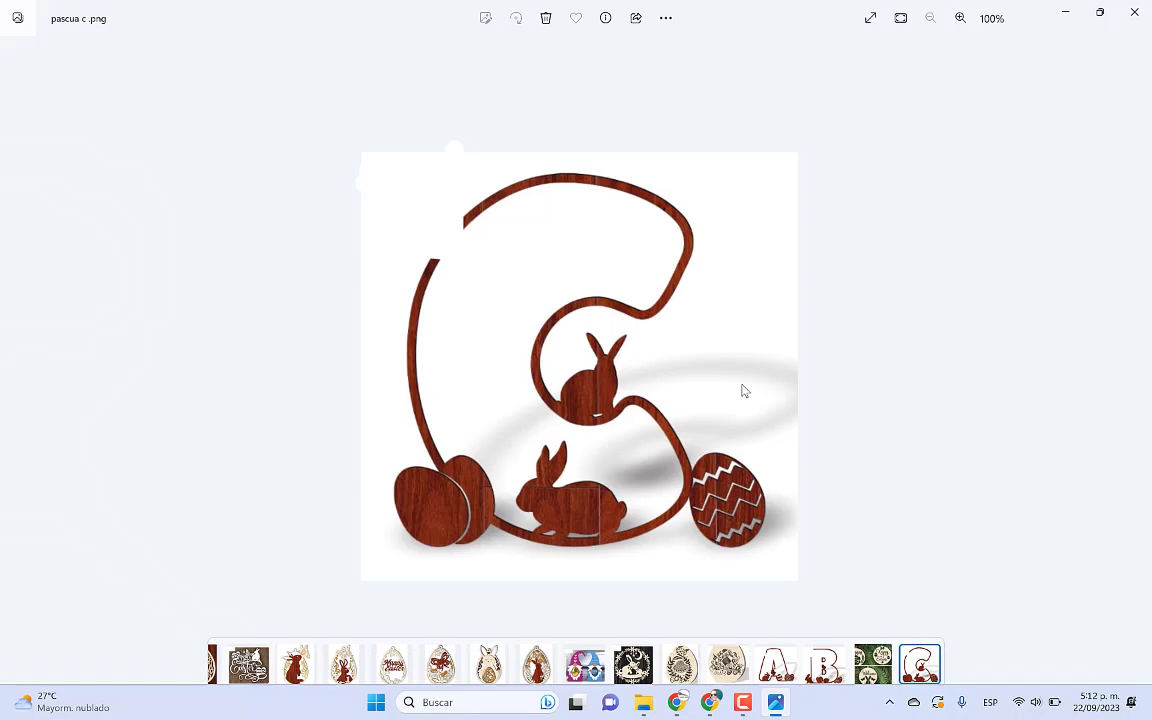 pascua c .png
100%
C
27°C
Mayorm. nublado
Buscar
ESP
5:12 p. m.
22/09/2023